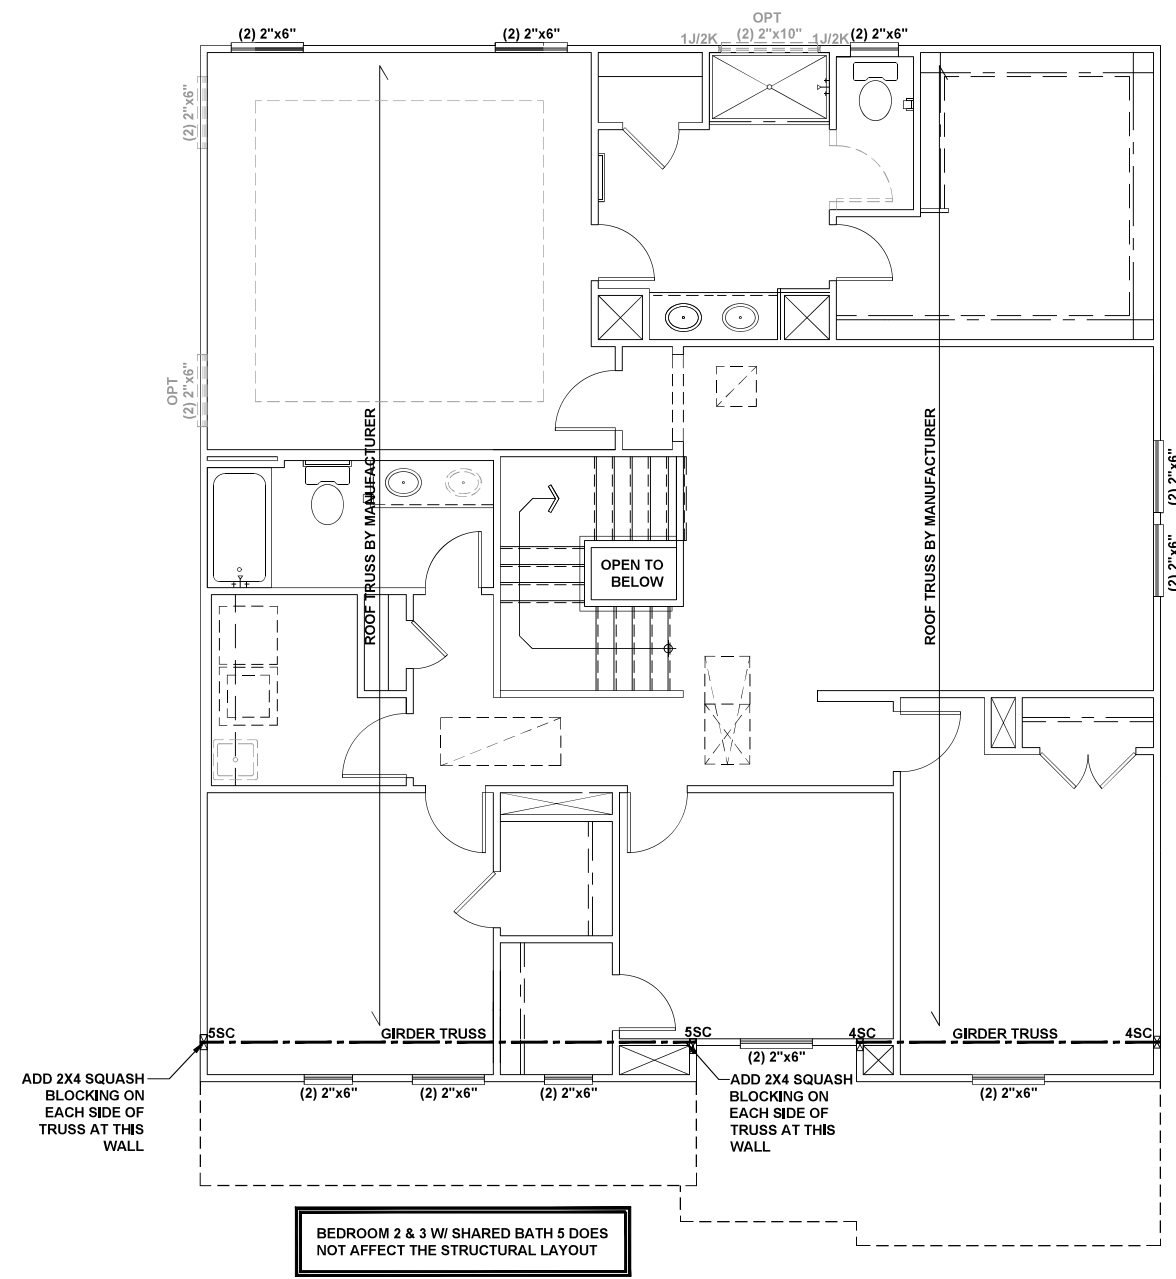 OPT
(2) 2"x6"
(2) 2"x6"
1J/2K
(2) 2"x10"
1J/2K
(2) 2"x6"
(2) 2"x6"
OPT
(2) 2"x6"
ROOF TRUSS BY MANUFACTURER
ROOF TRUSS BY MANUFACTURER
(2) 2"x6"
(2) 2"x6"
OPEN TO
BELOW
5SC
GIRDER TRUSS
5SC
4SC
GIRDER TRUSS
4SC
(2) 2"x6"
ADD 2X4 SQUASH
BLOCKING ON
EACH SIDE OF
TRUSS AT THIS
WALL
(2) 2"x6"
(2) 2"x6"
(2) 2"x6"
ADD 2X4 SQUASH
BLOCKING ON
EACH SIDE OF
TRUSS AT THIS
WALL
(2) 2"x6"
BEDROOM 2 & 3 W/ SHARED BATH 5 DOES
NOT AFFECT THE STRUCTURAL LAYOUT